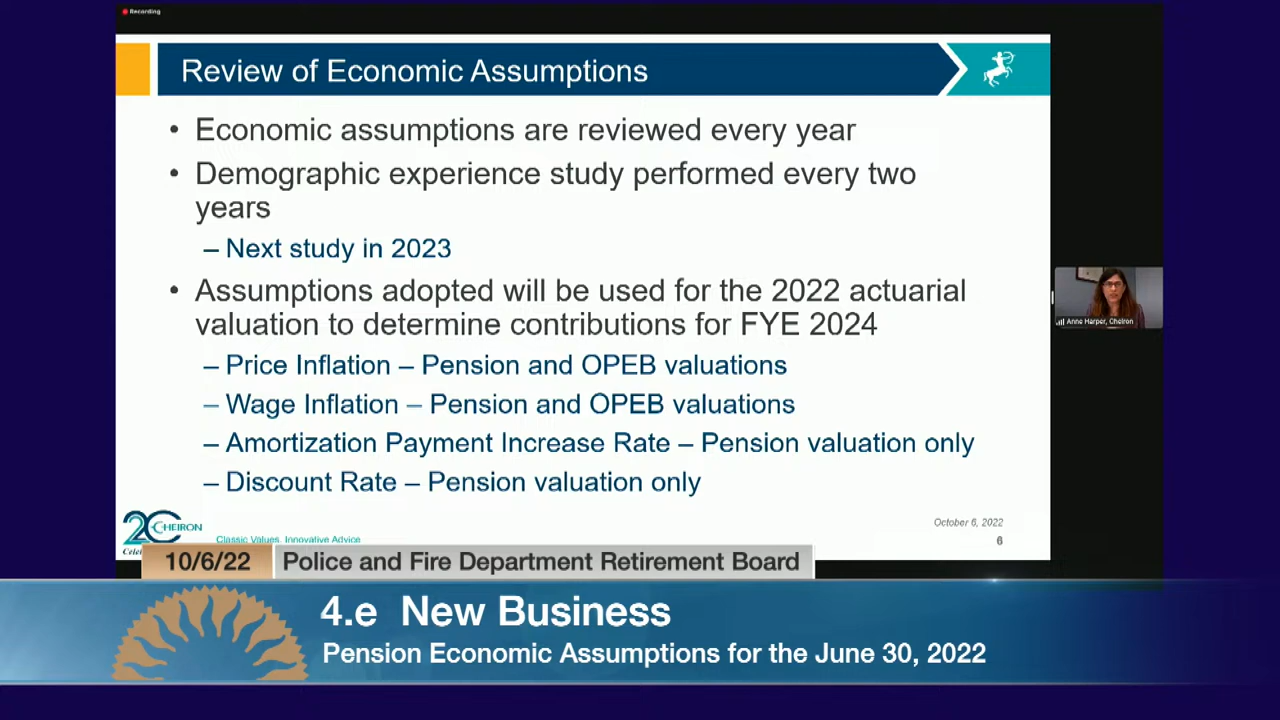 Recording
Review of Economic Assumptions
• Economic assumptions are reviewed every year
• Demographic experience study performed every two
years
– Next study in 2023
• Assumptions adopted will be used for the 2022 actuarial
valuation to determine contributions for FYE 2024
– Price Inflation – Pension and OPEB valuations
– Wage Inflation – Pension and OPEB valuations
– Amortization Payment Increase Rate – Pension valuation only
– Discount Rate – Pension valuation only
Anne Harper, Cheiron
20 CHEIRON
Classic Values, Innovative Advice
October 6, 2022
6
10/6/22 Police and Fire Department Retirement Board
4.e New Business
Pension Economic Assumptions for the June 30, 2022